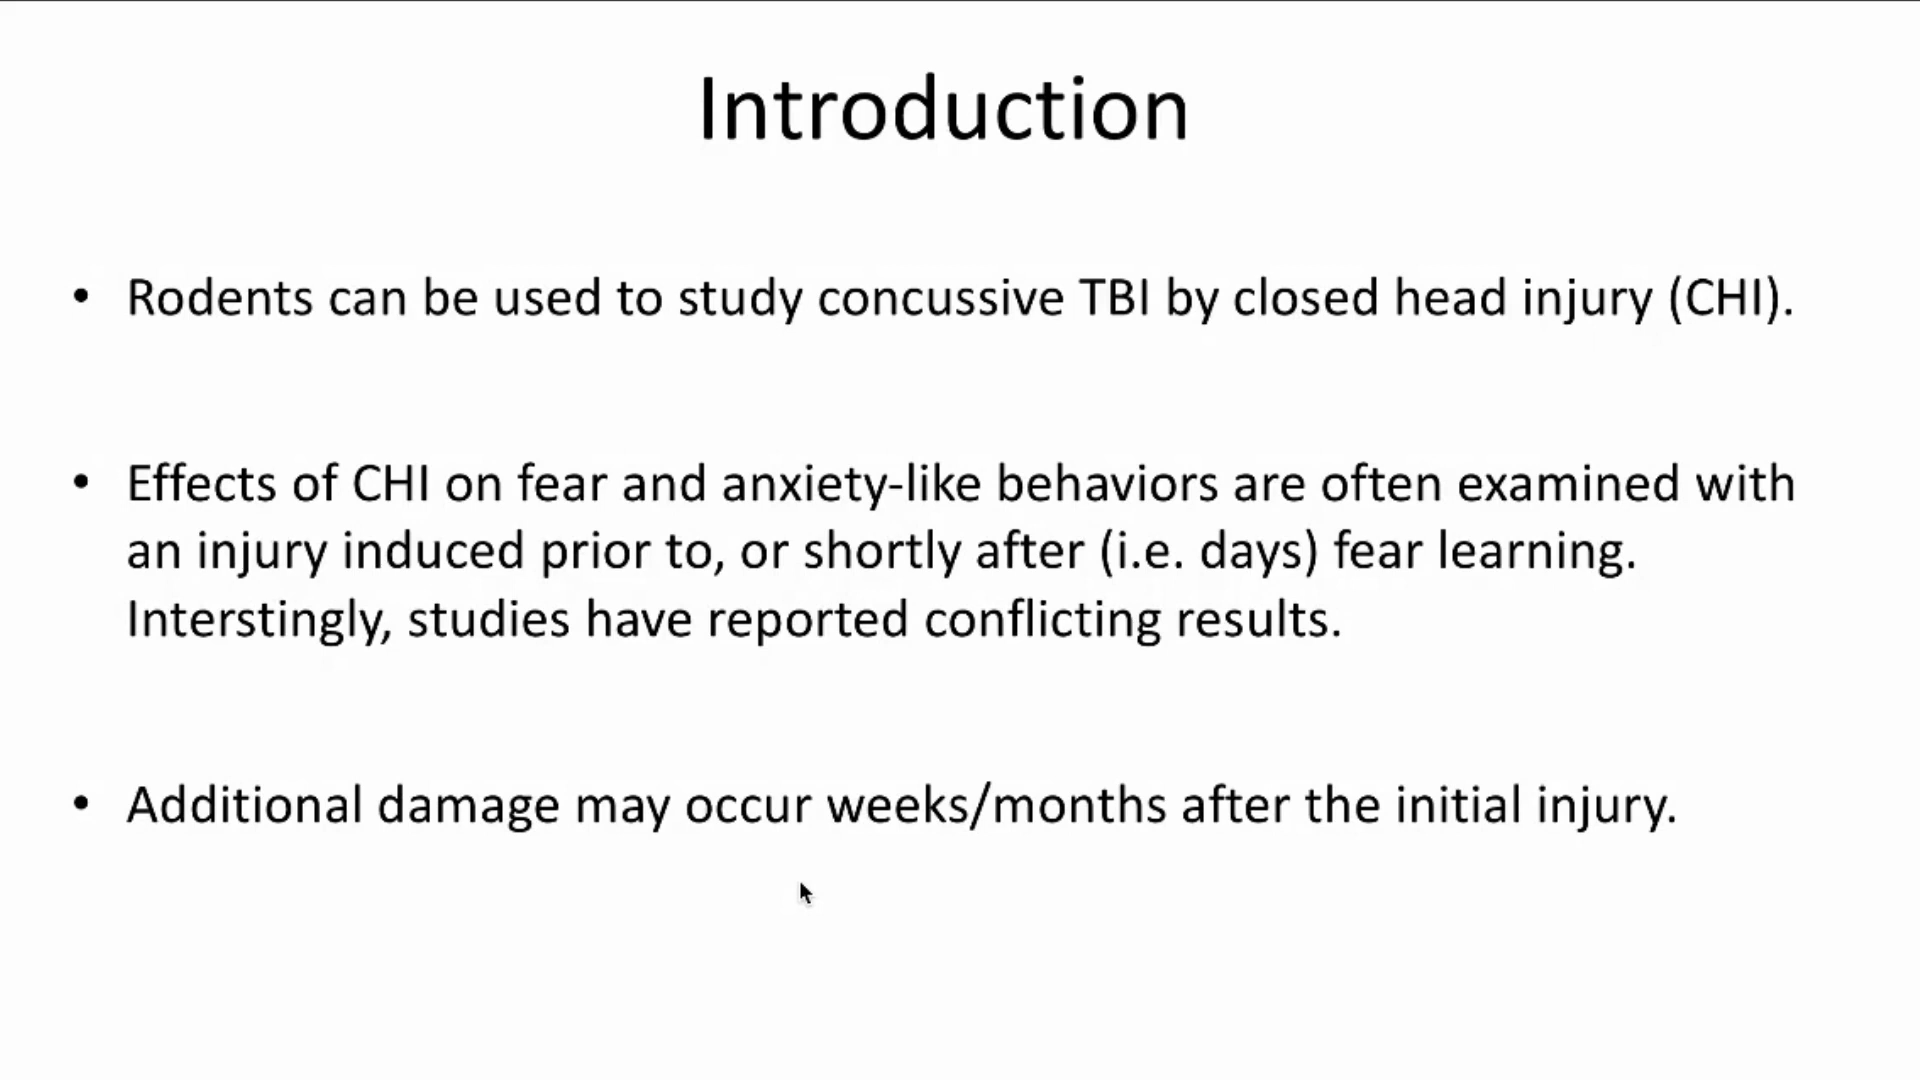 Introduction
• Rodents can be used to study concussive TBI by closed head injury (CHI).
• Effects of CHI on fear and anxiety-like behaviors are often examined with
an injury induced prior to, or shortly after (i.e. days) fear learning.
Interstingly, studies have reported conflicting results.
• Additional damage may occur weeks/months after the initial injury.